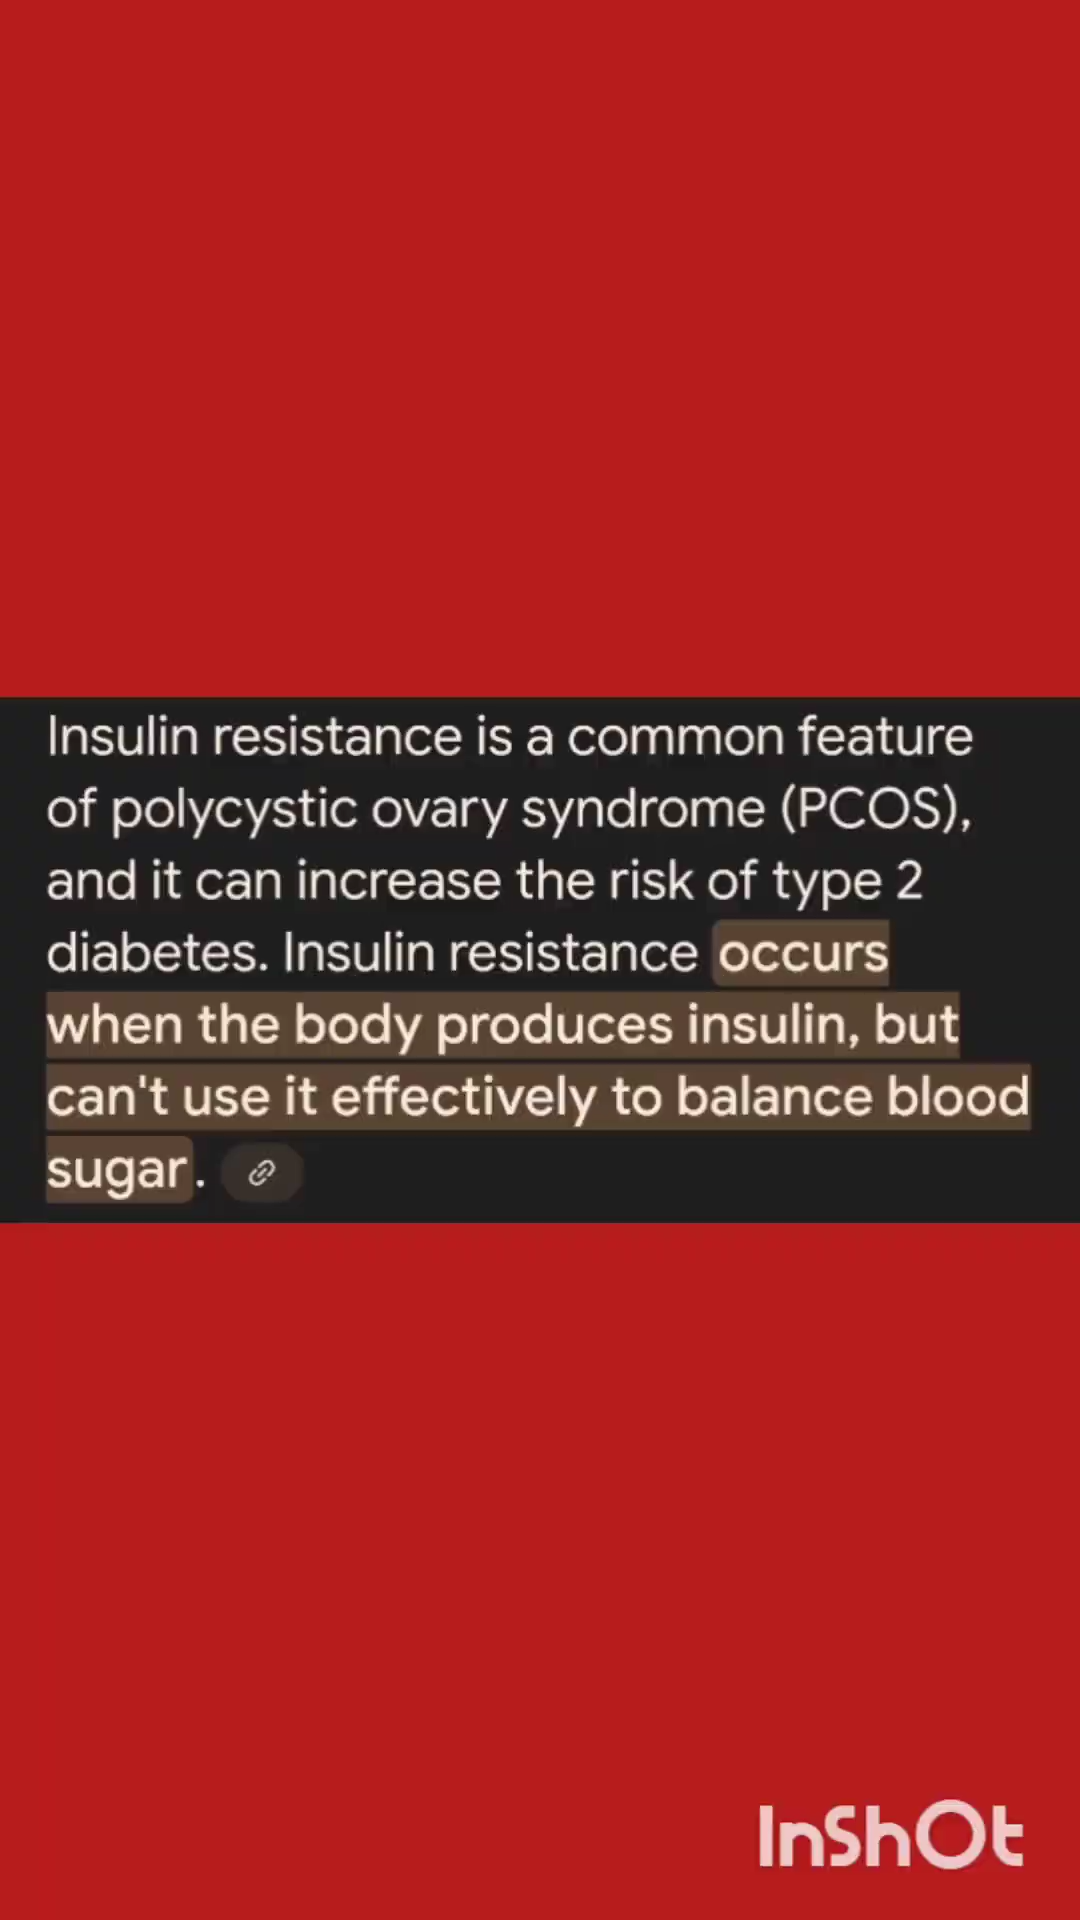 Insulin resistance is a common feature
of polycystic ovary syndrome (PCOS),
and it can increase the risk of type 2
diabetes. Insulin resistance occurs
when the body produces insulin, but
can't use it effectively to balance blood
sugar.
InShOt